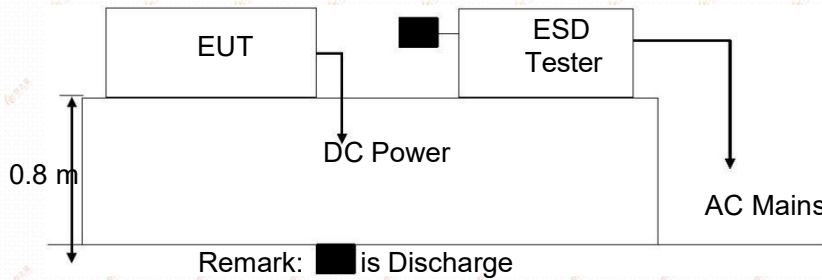 EUT
ESD
Tester
DC Power
0.8 m
AC Mains
Remark: is Discharge